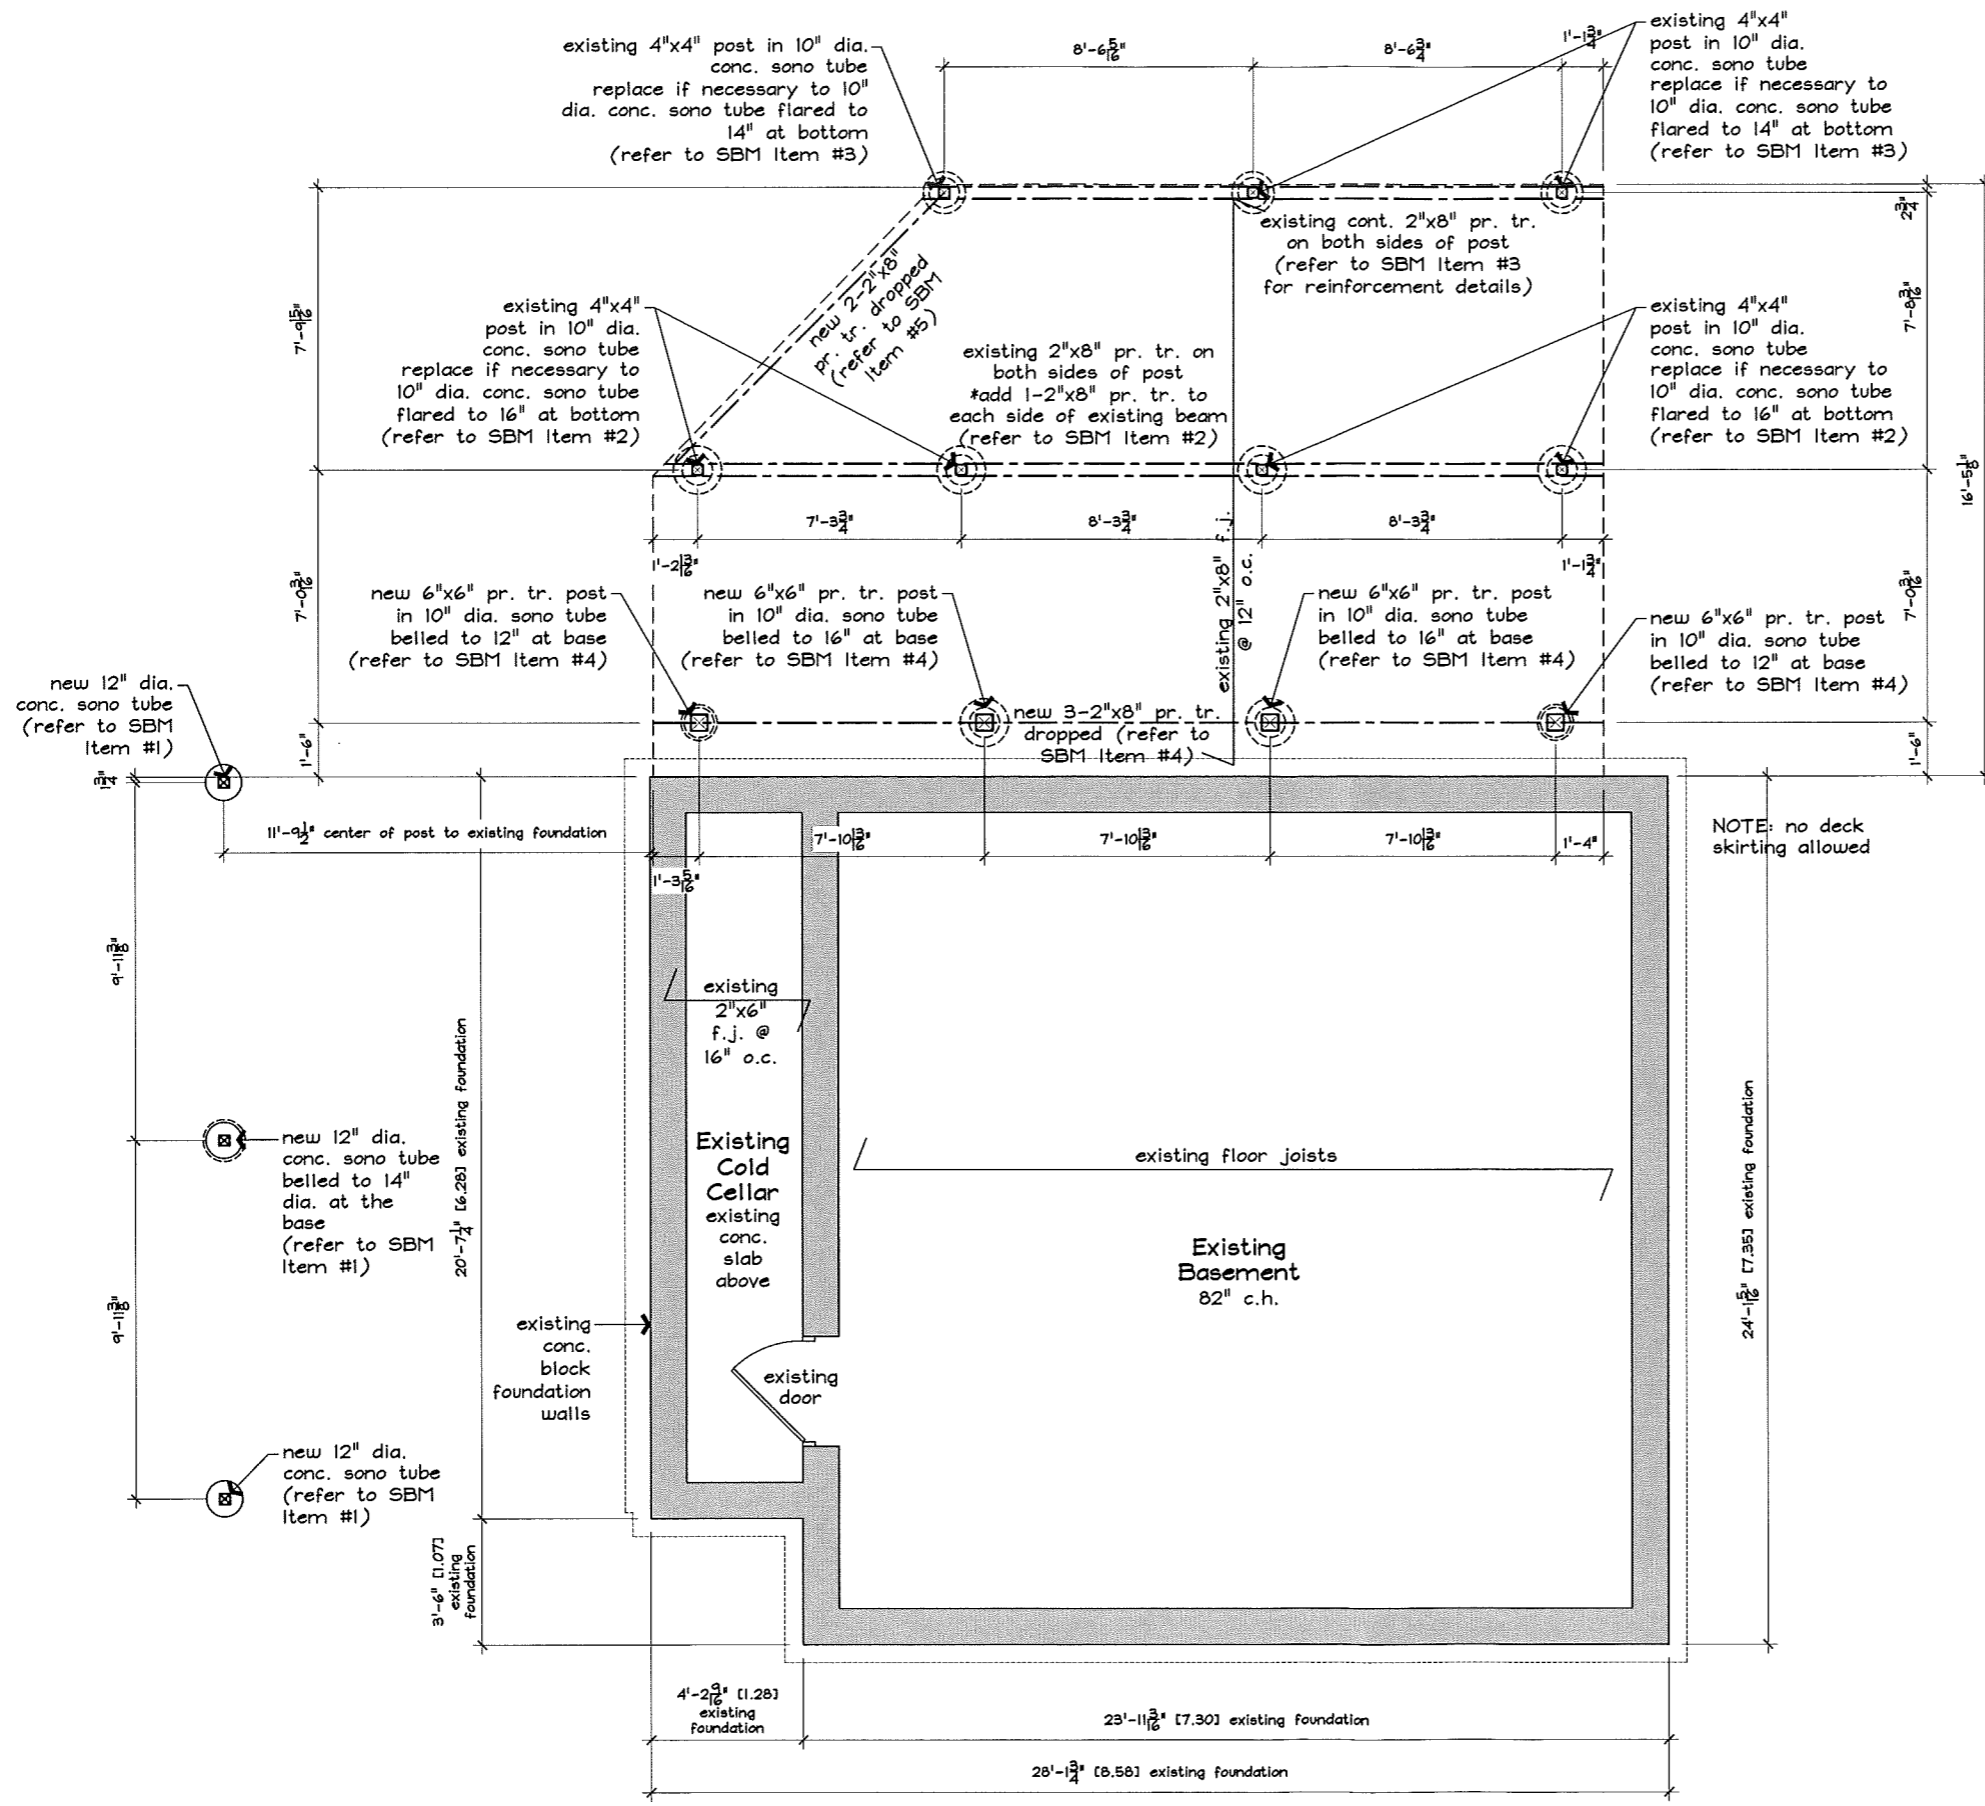 existing 4"x4" post in 10" dia.
conc. sono tube
replace if necessary to 10"
dia. conc. sono tube flared to
14" at bottom
(refer to SBM Item #3)
8'-6 5/16"
8'-6 3/4"
1'-1 3/4"
existing 4"x4"
post in 10" dia.
conc. sono tube
replace if necessary to
10" dia. conc. sono tube
flared to 14" at bottom
(refer to SBM Item #3)
existing cont. 2"x8" pr. tr.
on both sides of post
(refer to SBM Item #3
for reinforcement details)
2 3/4"
7'-8 3/16"
16'-5 1/8"
7'-9 5/16"
new 2-2"x8"
pr. tr. dropped
(refer to SBM
Item #5)
existing 4"x4"
post in 10" dia.
conc. sono tube
replace if necessary to
10" dia. conc. sono tube
flared to 16" at bottom
(refer to SBM Item #2)
existing 2"x8" pr. tr. on
both sides of post
*add 1-2"x8" pr. tr. to
each side of existing beam
(refer to SBM Item #2)
existing 4"x4"
post in 10" dia.
conc. sono tube
replace if necessary to
10" dia. conc. sono tube
flared to 16" at bottom
(refer to SBM Item #2)
7'-3 3/4"
8'-3 3/4"
8'-3 3/4"
1'-2 13/16"
1'-1 3/4"
existing 2"x8" f.j.
@ 12" o.c.
7'-0 3/16"
7'-0 3/16"
new 6"x6" pr. tr. post
in 10" dia. sono tube
belled to 12" at base
(refer to SBM Item #4)
new 6"x6" pr. tr. post
in 10" dia. sono tube
belled to 16" at base
(refer to SBM Item #4)
new 6"x6" pr. tr. post
in 10" dia. sono tube
belled to 16" at base
(refer to SBM Item #4)
new 6"x6" pr. tr. post
in 10" dia. sono tube
belled to 12" at base
(refer to SBM Item #4)
new 12" dia.
conc. sono tube
(refer to SBM
Item #1)
new 3-2"x8" pr. tr.
dropped (refer to
SBM Item #4)
1'-6"
1'-6"
1 3/4"
11'-9 1/2" center of post to existing foundation
7'-10 13/16"
7'-10 13/16"
7'-10 13/16"
1'-4"
1'-3 5/16"
NOTE: no deck
skirting allowed
9'-11 3/8"
existing
2"x6"
f.j. @
16" o.c.
20'-7 1/4" [6.28] existing foundation
new 12" dia.
conc. sono tube
belled to 14"
dia. at the
base
(refer to SBM
Item #1)
Existing
Cold
Cellar
existing
conc.
slab
above
existing floor joists
Existing
Basement
82" c.h.
24'-1 5/16" [7.35] existing foundation
9'-11 3/8"
existing
conc.
block
foundation
walls
existing
door
new 12" dia.
conc. sono tube
(refer to SBM
Item #1)
3'-6" [1.07]
existing
foundation
4'-2 9/16" [1.28]
existing
foundation
23'-11 3/16" [7.30] existing foundation
28'-1 3/4" [8.58] existing foundation